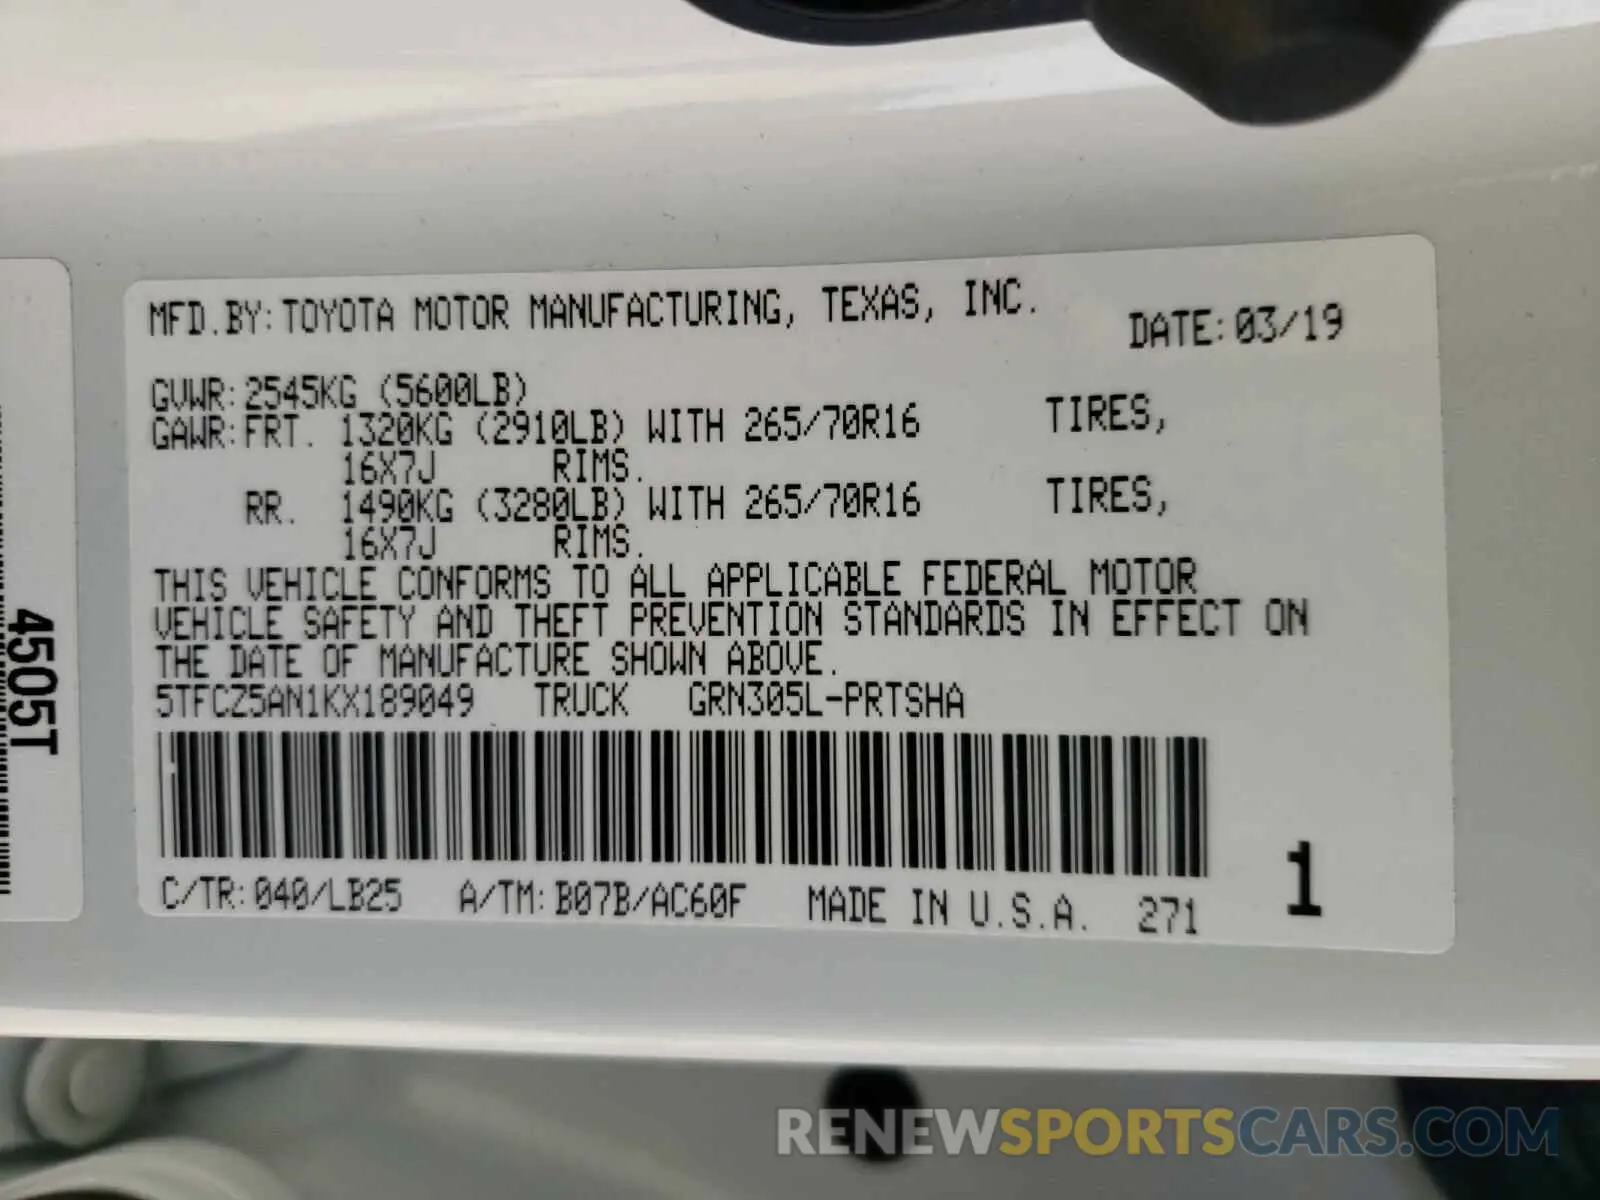 MFD.BY:TOYOTA MOTOR MANUFACTURING, TEXAS, INC.
DATE:03/19
GVWR:2545KG (5600LB)
GAWR:FRT. 1320KG (2910LB) WITH 265/70R16 TIRES,
16X7J RIMS.
RR. 1490KG (3280LB) WITH 265/70R16 TIRES,
16X7J RIMS.
THIS VEHICLE CONFORMS TO ALL APPLICABLE FEDERAL MOTOR
VEHICLE SAFETY AND THEFT PREVENTION STANDARDS IN EFFECT ON
THE DATE OF MANUFACTURE SHOWN ABOVE.
5TFCZ5AN1KX189049 TRUCK GRN305L-PRTSHA
C/TR:040/LB25 A/TM:B07B/AC60F MADE IN U.S.A. 271
1
4505T
RENEWSPORTSCARS.COM